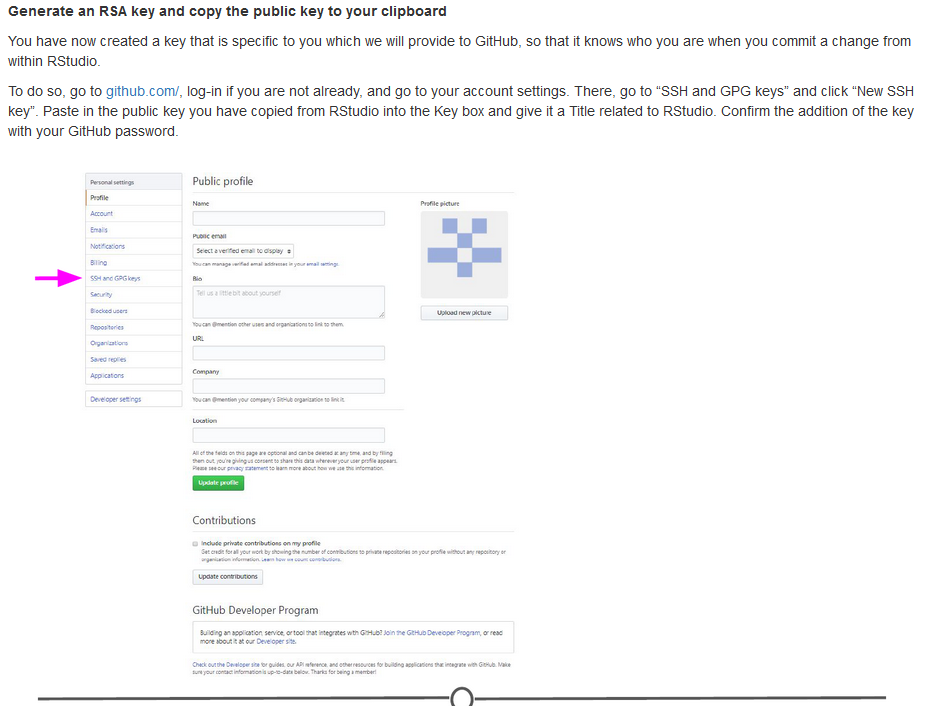 Generate an RSA key and copy the public key to your clipboard
You have now created a key that is specific to you which we will provide to GitHub, so that it knows who you are when you commit a change from
within RStudio.
To do so, go to github.com/, log-in if you are not already, and go to your account settings. There, go to “SSH and GPG keys” and click “New SSH
key”. Paste in the public key you have copied from RStudio into the Key box and give it a Title related to RStudio. Confirm the addition of the key
with your GitHub password.
Personal settings
Profile
Account
Emails
Notifications
Billing
SSH and GPG keys
Security
Blocked users
Repositories
Organizations
Saved replies
Applications
Developer settings
Public profile
Name
Public email
Select a verified email to display
You can manage verified email addresses in your email settings.
Bio
Tell us a little bit about yourself
You can @mention other users and organizations to link to them.
URL
Company
You can @mention your company's GitHub organization to link it.
Location
All of the fields on this page are optional and can be deleted at any time, and by filling
them out, you're giving us consent to share this data wherever your user profile appears.
Please see our privacy statement to learn more about how we use this information.
Update profile
Profile picture
Upload new picture
Contributions
Include private contributions on my profile
Get credit for all your work by showing the number of contributions to private repositories on your profile without any repository or
organization information. Learn how we count contributions.
Update contributions
GitHub Developer Program
Building an application, service, or tool that integrates with GitHub? Join the GitHub Developer Program, or read
more about it at our Developer site.
Check out the Developer site for guides, our API reference, and other resources for building applications that integrate with GitHub. Make
sure your contact information is up-to-date below. Thanks for being a member!